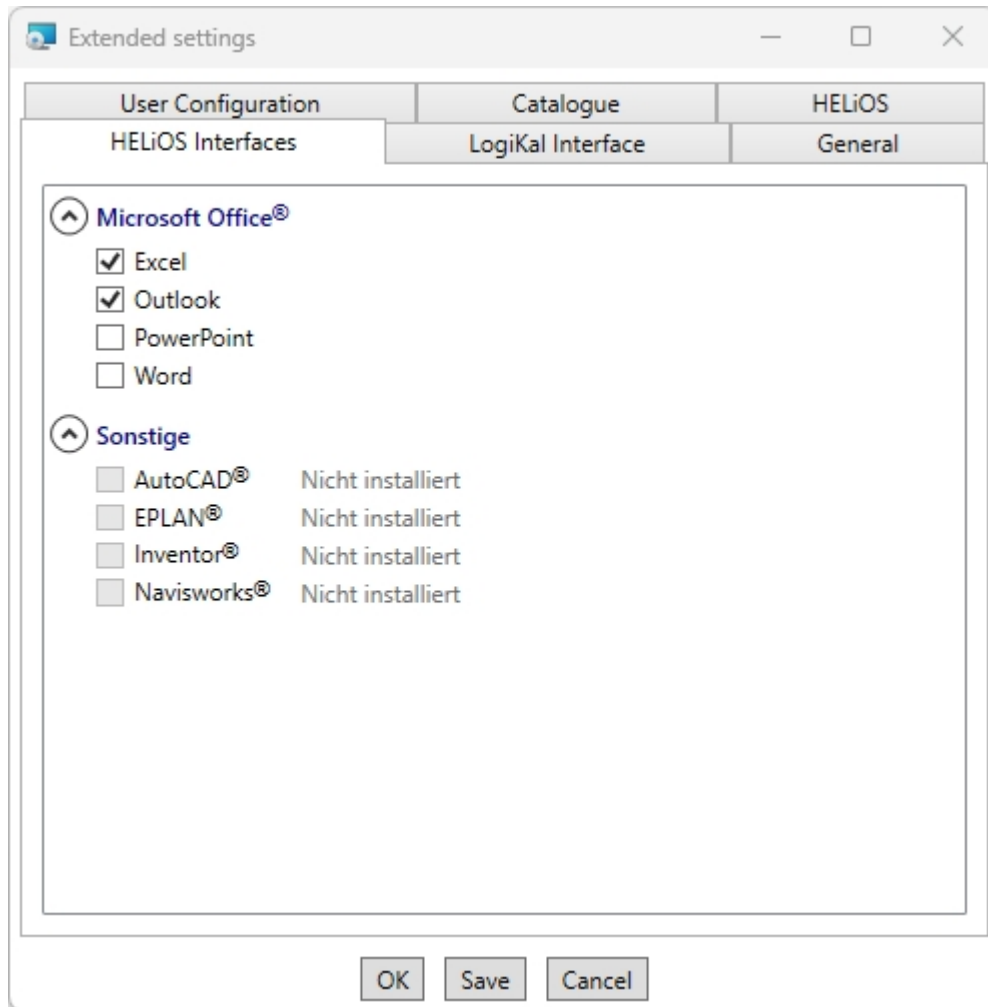 Extended settings
User Configuration Catalogue HELiOS
HELiOS Interfaces LogiKal Interface General
Microsoft Office®
Excel
Outlook
PowerPoint
Word
Sonstige
AutoCAD® Nicht installiert
EPLAN® Nicht installiert
Inventor® Nicht installiert
Navisworks® Nicht installiert
OK Save Cancel